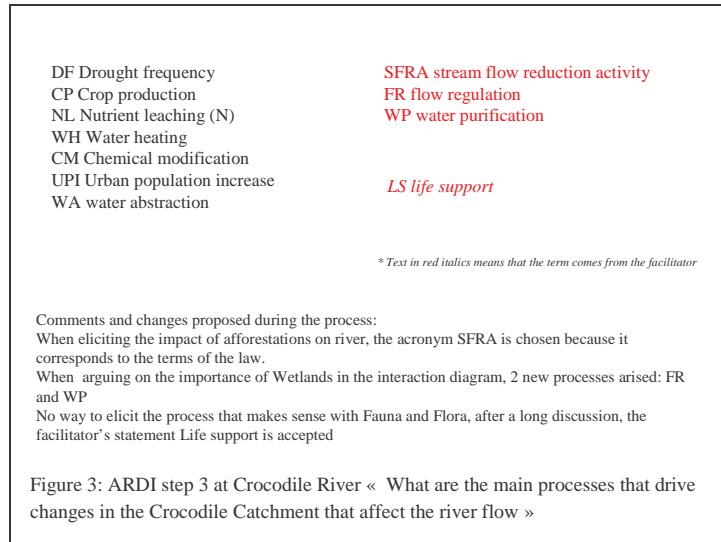 DF Drought frequency
CP Crop production
NL Nutrient leaching (N)
WH Water heating
CM Chemical modification
UPI Urban population increase
WA water abstraction
SFRA stream flow reduction activity
FR flow regulation
WP water purification
LS life support
* Text in red italics means that the term comes from the facilitator
Comments and changes proposed during the process:
When eliciting the impact of afforestations on river, the acronym SFRA is chosen because it
corresponds to the terms of the law.
When arguing on the importance of Wetlands in the interaction diagram, 2 new processes arised: FR
and WP
No way to elicit the process that makes sense with Fauna and Flora, after a long discussion, the
facilitator's statement Life support is accepted
Figure 3: ARDI step 3 at Crocodile River « What are the main processes that drive
changes in the Crocodile Catchment that affect the river flow »